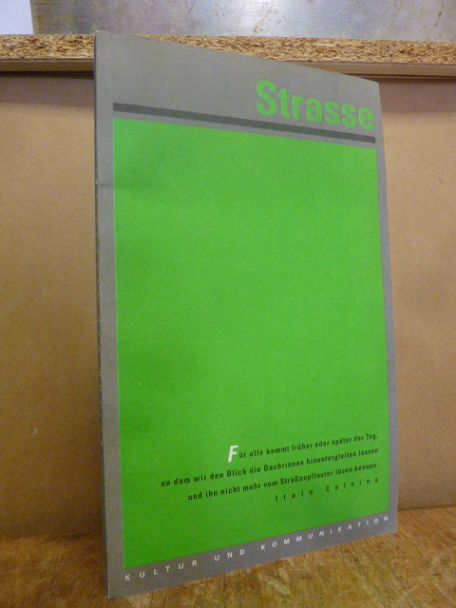 Strasse
Für alle kommt früher oder später der Tag,
an dem wir den Blick die Dachrinnen hinuntergleiten lassen
und ihn nicht mehr vom Straßenpflaster lösen können.
Italo Calvino
KULTUR UND KOMMUNIKATION